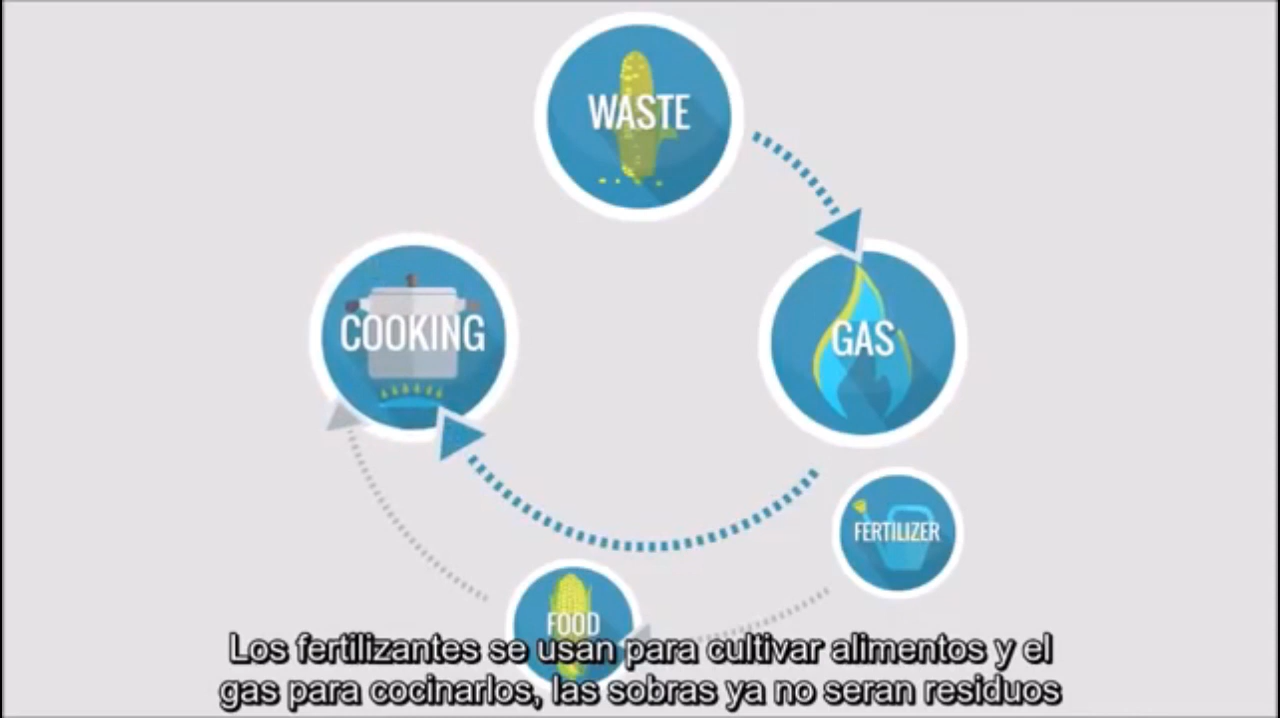 WASTE
COOKING
GAS
FERTILIZER
FOOD
Los fertilizantes se usan para cultivar alimentos y el
gas para cocinarlos, las sobras ya no seran residuos